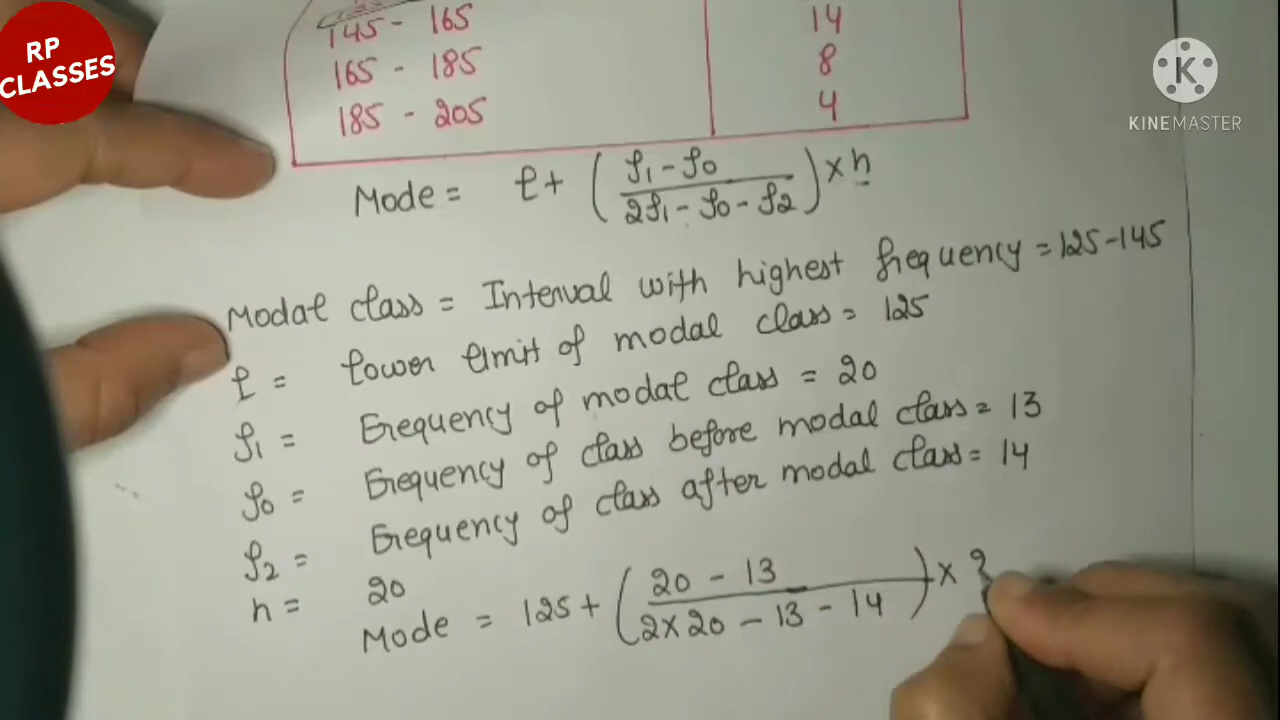 RP
CLASSES
145 - 165 14
165 - 185 8
185 - 205 4
KINEMASTER
Mode = l + (f1 - f0 / 2f1 - f0 - f2) × h
Modal class = Interval with highest frequency = 125-145
l = lower limit of modal class = 125
f1 = Frequency of modal class = 20
f0 = Frequency of class before modal class = 13
f2 = Frequency of class after modal class = 14
h = 20
Mode = 125 + (20 - 13 / 2×20 - 13 - 14) ×